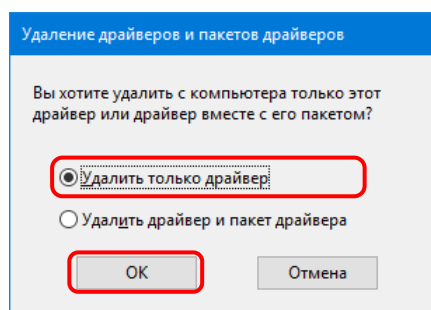 Удаление драйверов и пакетов драйверов
Вы хотите удалить с компьютера только этот
драйвер или драйвер вместе с его пакетом?
Удалить только драйвер
Удалить драйвер и пакет драйвера
ОК
Отмена